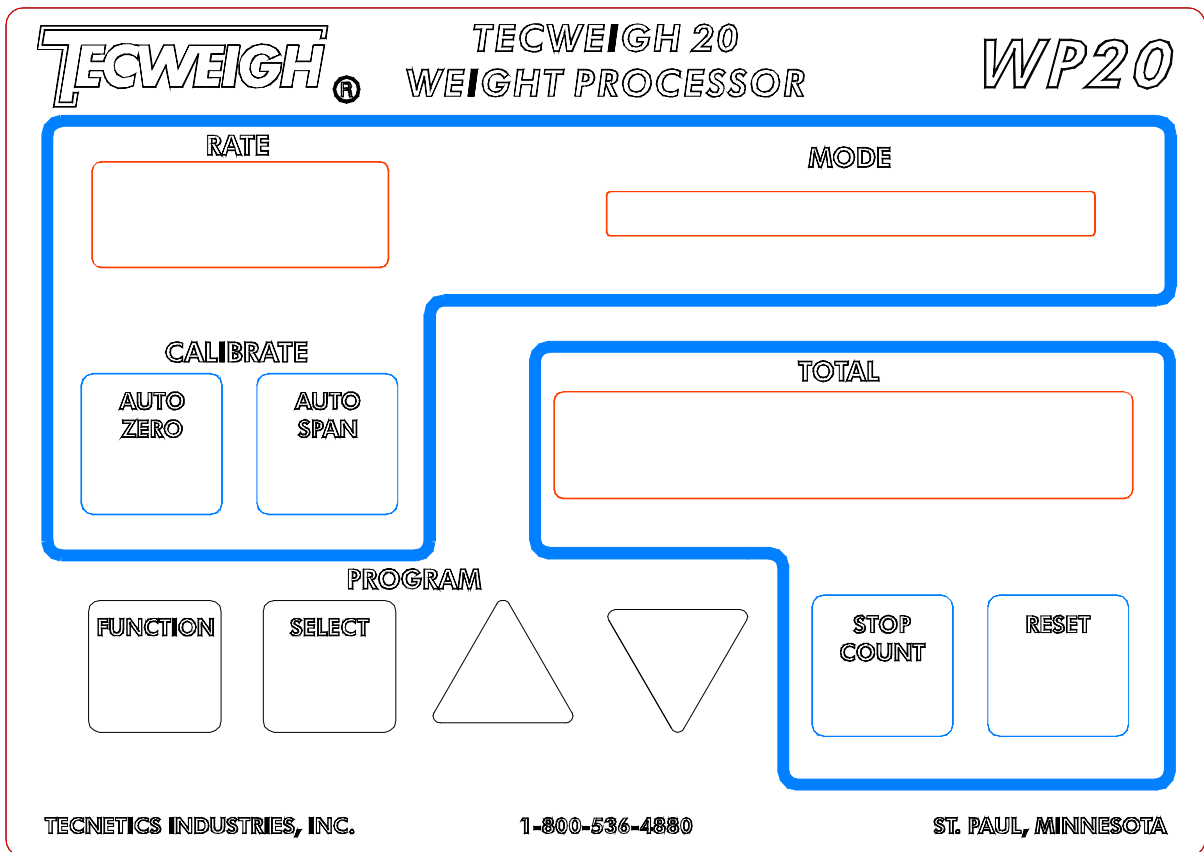 TECWEIGH ®
TECWEIGH 20
WEIGHT PROCESSOR
WP20
RATE
MODE
CALIBRATE
AUTO
ZERO
AUTO
SPAN
TOTAL
PROGRAM
FUNCTION
SELECT
STOP
COUNT
RESET
TECNETICS INDUSTRIES, INC.
1-800-536-4880
ST. PAUL, MINNESOTA